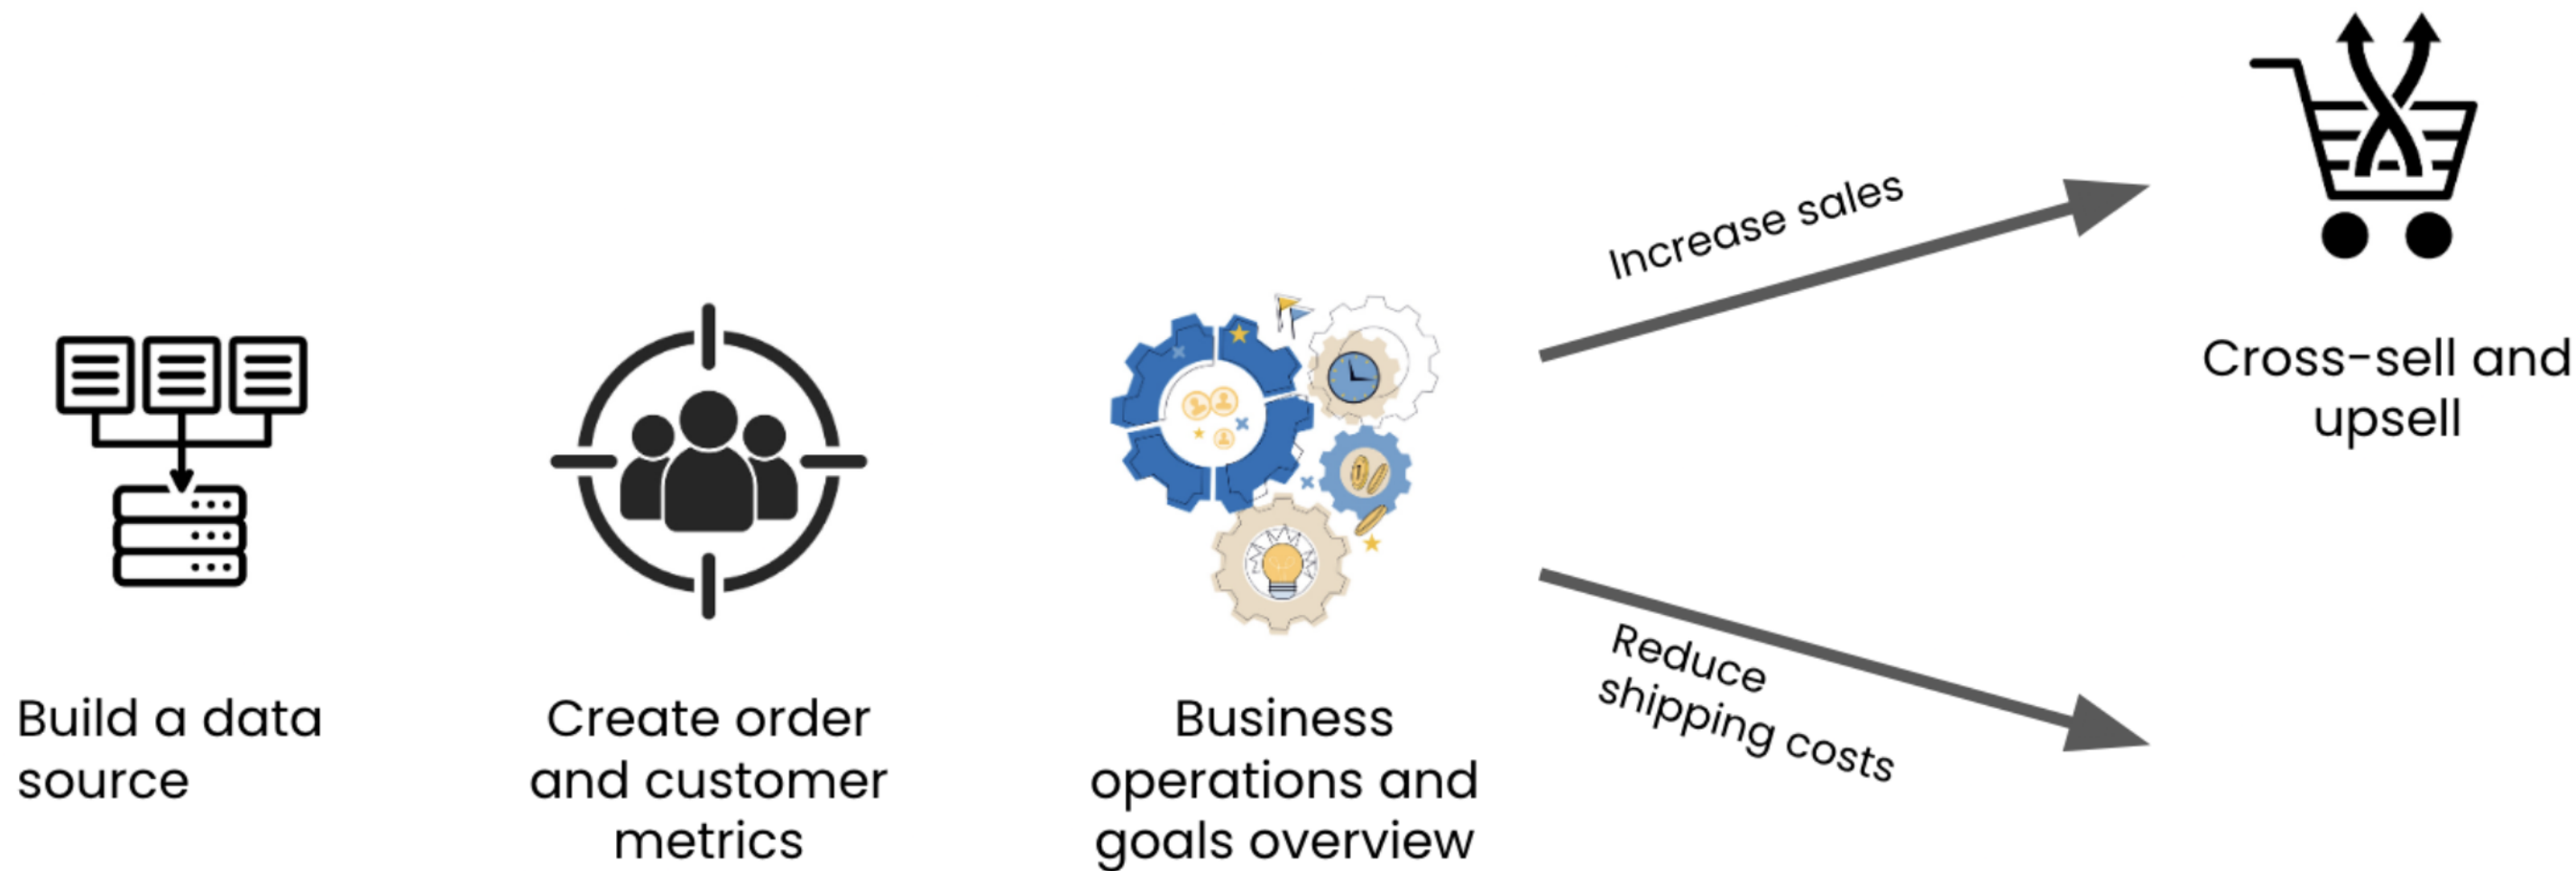 Build a data
source
Create order
and customer
metrics
Business
operations and
goals overview
Increase sales
Cross-sell and
upsell
Reduce
shipping costs